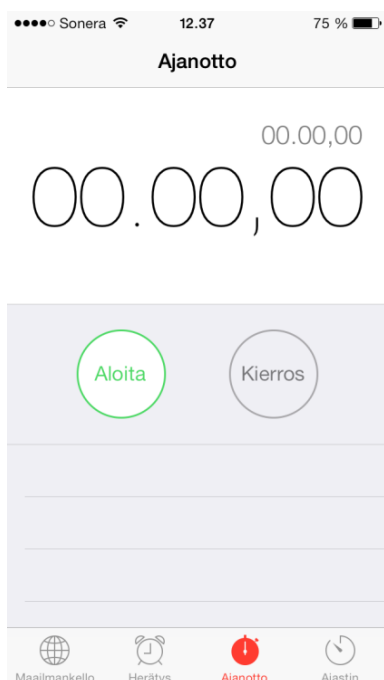 Sonera 12.37 75 %
Ajanotto
00.00,00
00.00,00
Aloita Kierros
Maailmankello Herätys Ajanotto Ajastin